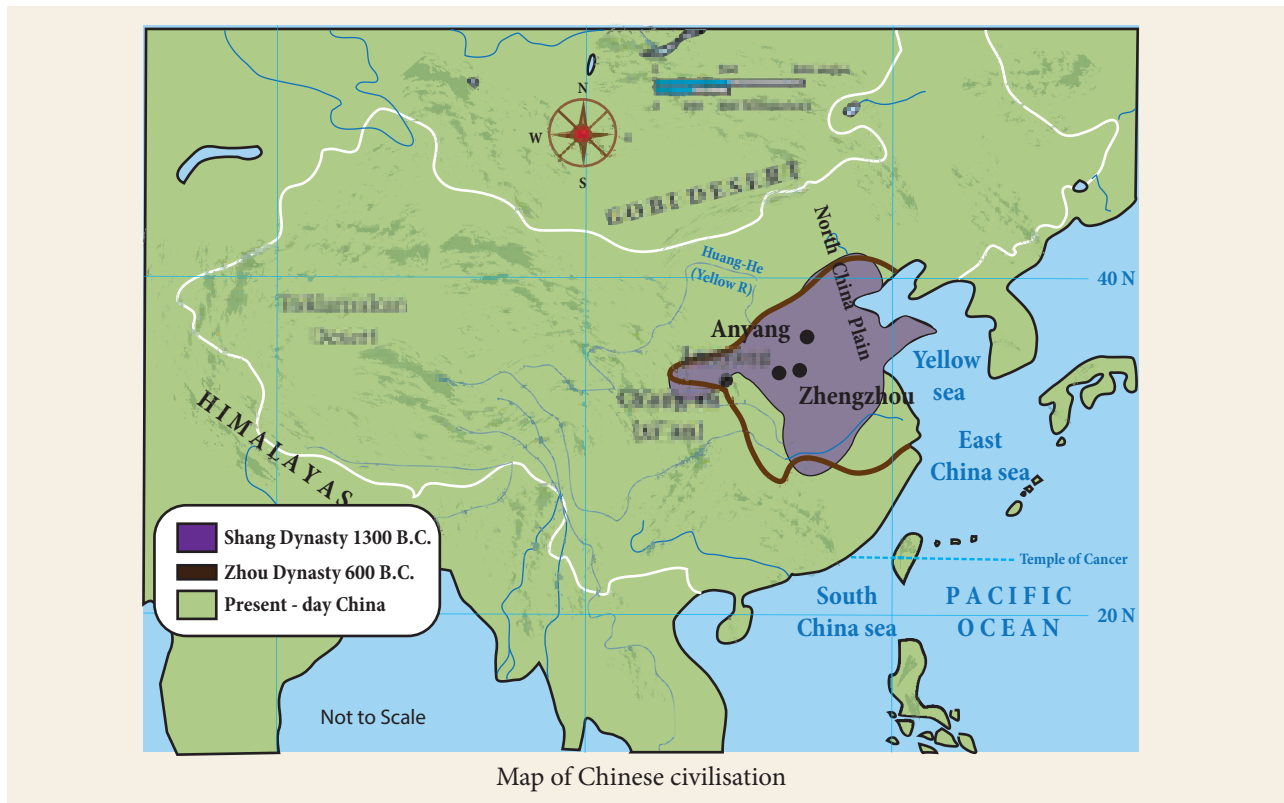 N
W
S
GOBI DESERT
North China Plain
Huang-He
(Yellow R)
40 N
Anyang
Yellow
sea
Zhengzhou
HIMALAYAS
East
China sea
Shang Dynasty 1300 B.C.
Zhou Dynasty 600 B.C.
Present - day China
Temple of Cancer
South
China sea
PACIFIC
OCEAN
20 N
Not to Scale
Map of Chinese civilisation